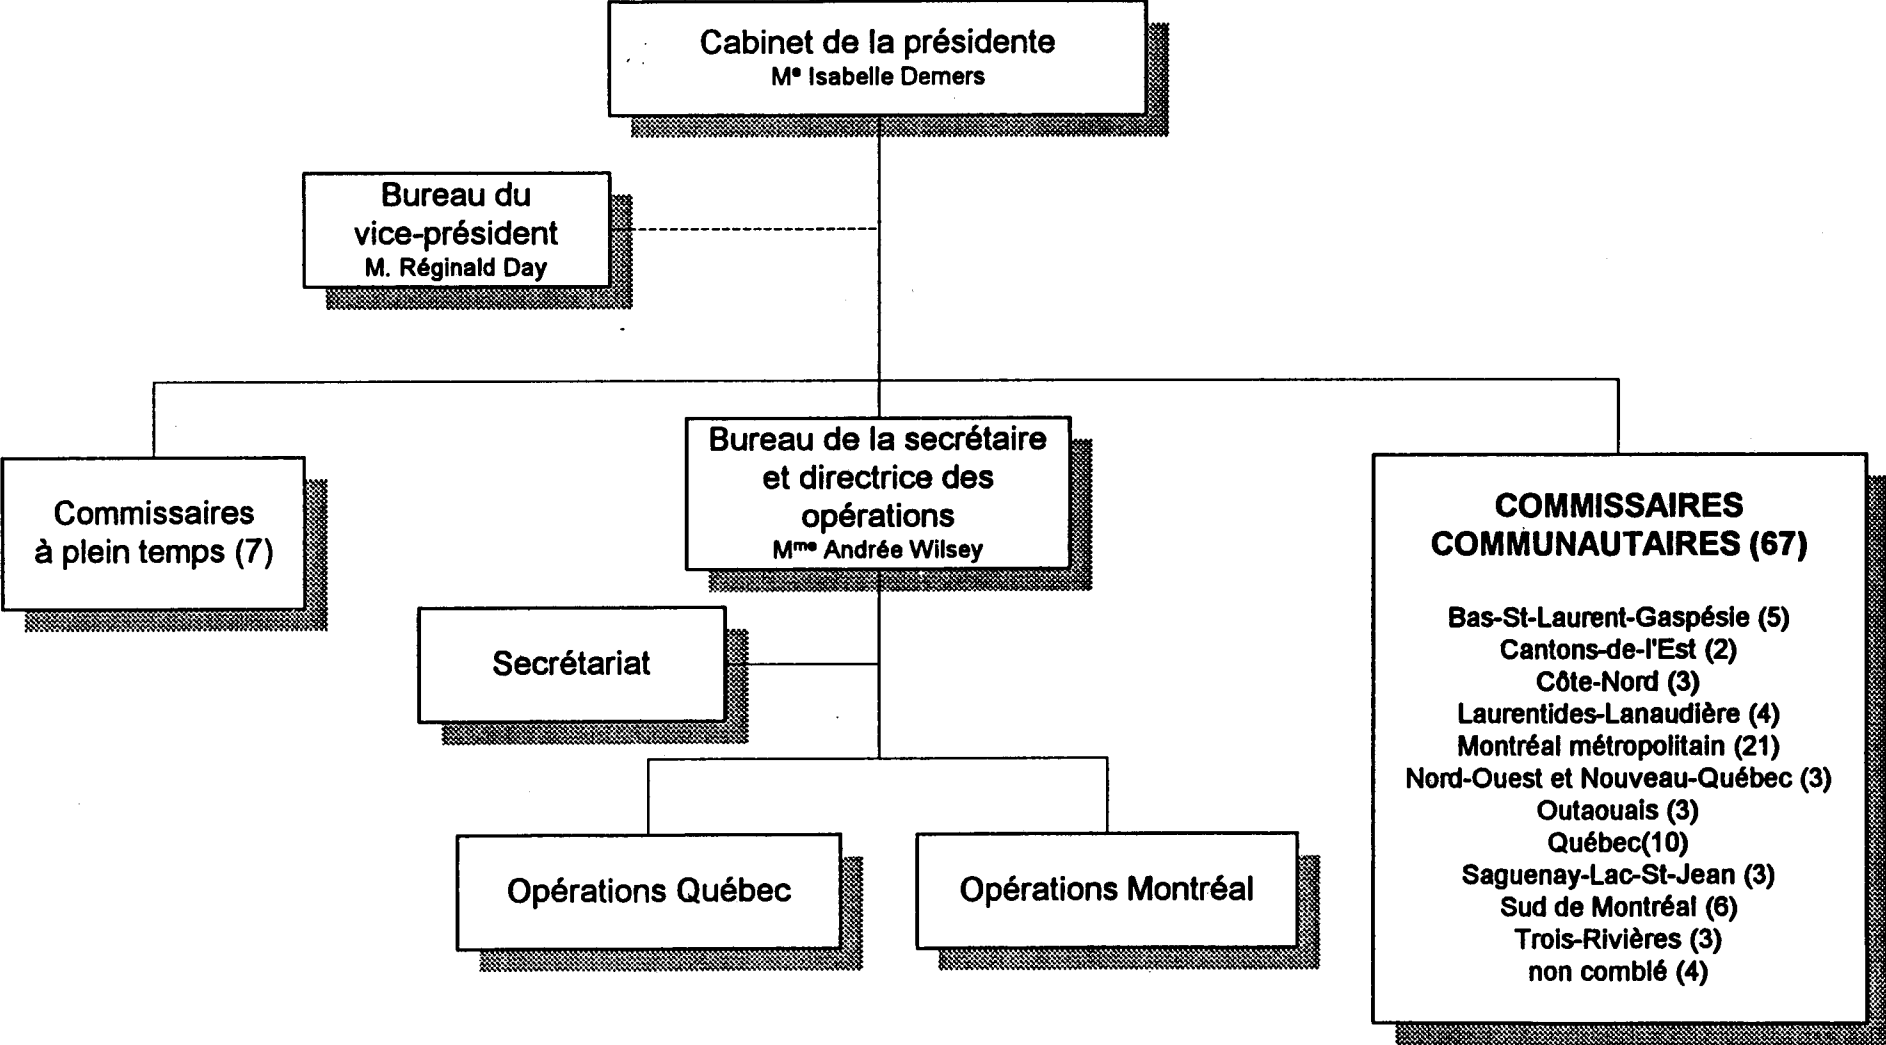 Cabinet de la présidente
Me Isabelle Demers
Bureau du
vice-président
M. Réginald Day
Commissaires
à plein temps (7)
Bureau de la secrétaire
et directrice des
opérations
Mme Andrée Wilsey
Secrétariat
Opérations Québec
Opérations Montréal
COMMISSAIRES
COMMUNAUTAIRES (67)
Bas-St-Laurent-Gaspésie (5)
Cantons-de-l'Est (2)
Côte-Nord (3)
Laurentides-Lanaudière (4)
Montréal métropolitain (21)
Nord-Ouest et Nouveau-Québec (3)
Outaouais (3)
Québec(10)
Saguenay-Lac-St-Jean (3)
Sud de Montréal (6)
Trois-Rivières (3)
non comblé (4)